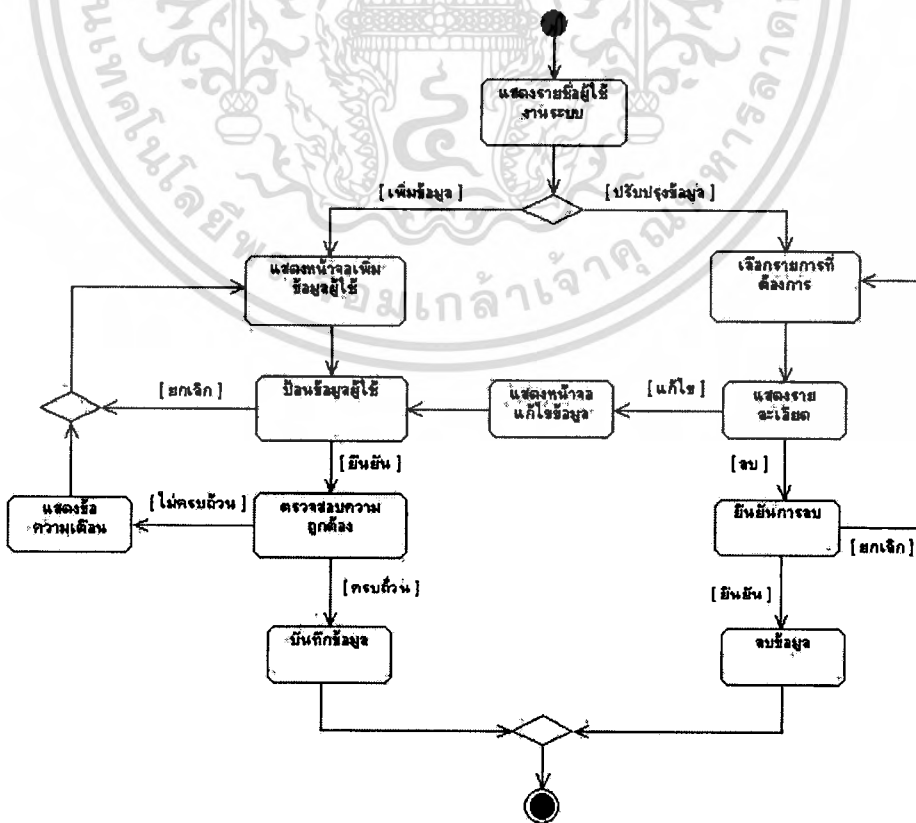 แสดงรายชื่อผู้ใช้
งานระบบ
[ เพิ่มข้อมูล ]
[ ปรับปรุงข้อมูล ]
แสดงหน้าจอเพิ่ม
ข้อมูลผู้ใช้
เลือกรายการที่
ต้องการ
[ ยกเลิก ]
ป้อนข้อมูลผู้ใช้
แสดงหน้าจอ
แก้ไขข้อมูล
[ แก้ไข ]
แสดงราย
ละเอียด
[ ยืนยัน ]
[ ลบ ]
แสดงข้อ
ความเตือน
[ ไม่ครบถ้วน ]
ตรวจสอบความ
ถูกต้อง
ยืนยันการลบ
[ ยกเลิก ]
[ ครบถ้วน ]
[ ยืนยัน ]
บันทึกข้อมูล
ลบข้อมูล